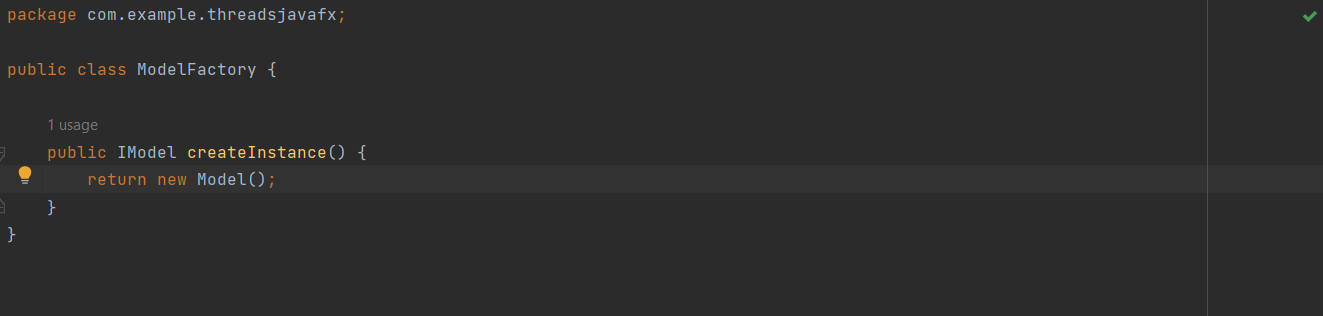 package com.example.threadsjavafx;
public class ModelFactory {
1 usage
public IModel createInstance() {
return new Model();
}
}